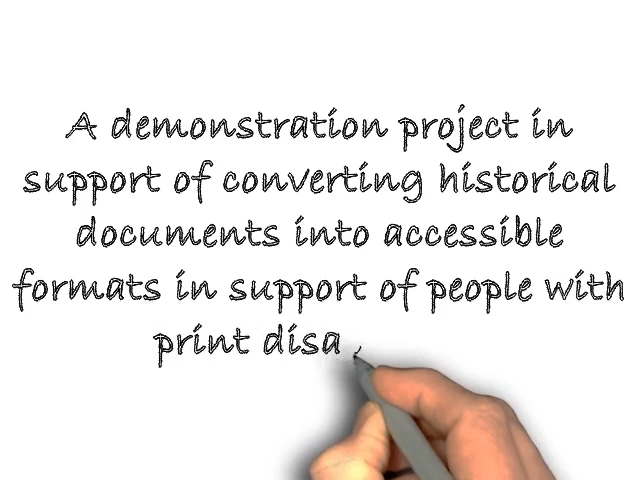 A demonstration project in
support of converting historical
documents into accessible
formats in support of people with
print disa